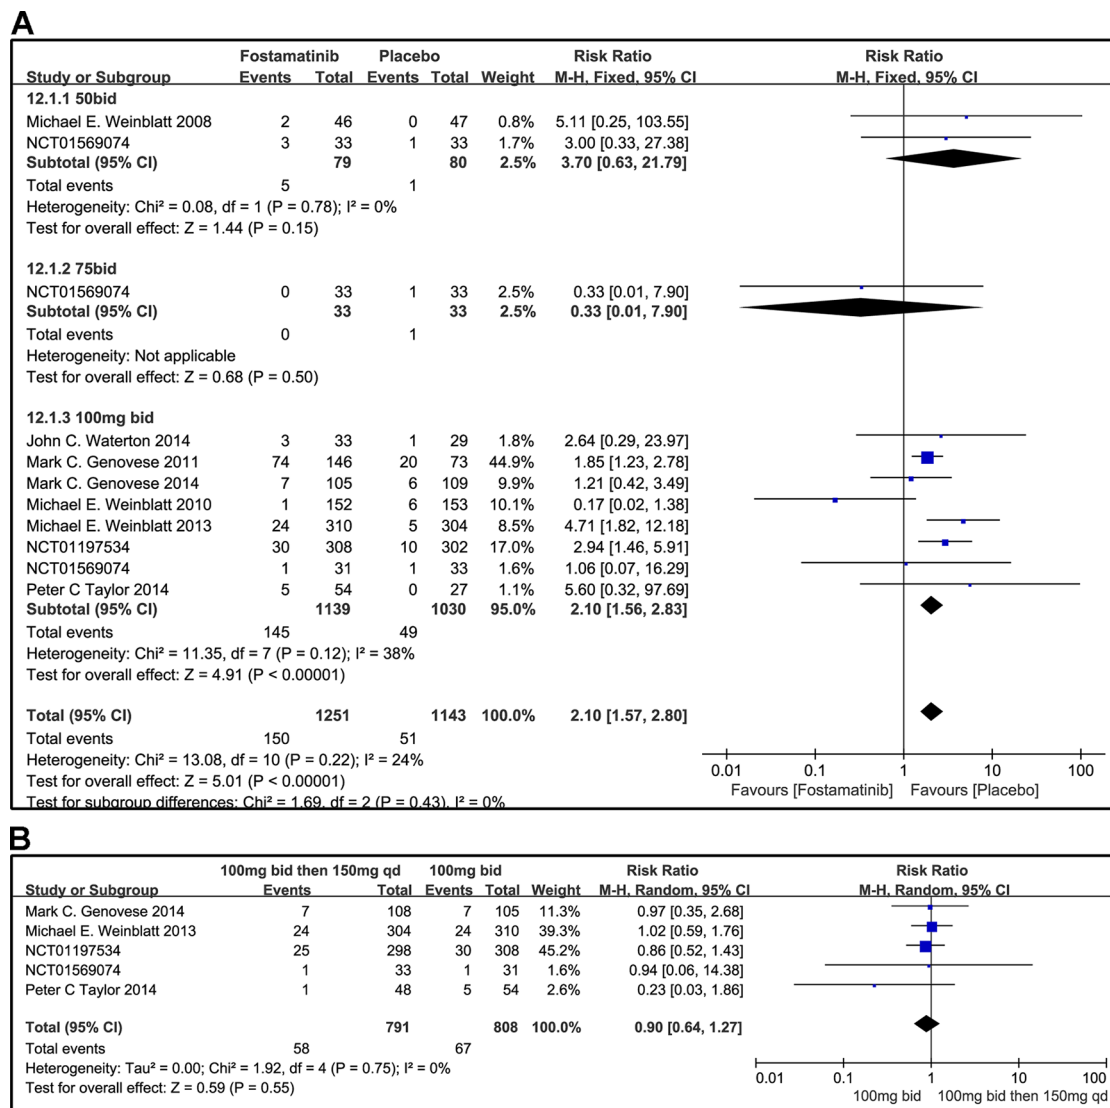 A
Fostamatinib Placebo Risk Ratio Risk Ratio
Study or Subgroup Events Total Events Total Weight M-H, Fixed, 95% CI M-H, Fixed, 95% CI
12.1.1 50bid
Michael E. Weinblatt 2008 2 46 0 47 0.8% 5.11 [0.25, 103.55]
NCT01569074 3 33 1 33 1.7% 3.00 [0.33, 27.38]
Subtotal (95% CI) 79 80 2.5% 3.70 [0.63, 21.79]
Total events 5 1
Heterogeneity: Chi² = 0.08, df = 1 (P = 0.78); I² = 0%
Test for overall effect: Z = 1.44 (P = 0.15)
12.1.2 75bid
NCT01569074 0 33 1 33 2.5% 0.33 [0.01, 7.90]
Subtotal (95% CI) 33 33 2.5% 0.33 [0.01, 7.90]
Total events 0 1
Heterogeneity: Not applicable
Test for overall effect: Z = 0.68 (P = 0.50)
12.1.3 100mg bid
John C. Waterton 2014 3 33 1 29 1.8% 2.64 [0.29, 23.97]
Mark C. Genovese 2011 74 146 20 73 44.9% 1.85 [1.23, 2.78]
Mark C. Genovese 2014 7 105 6 109 9.9% 1.21 [0.42, 3.49]
Michael E. Weinblatt 2010 1 152 6 153 10.1% 0.17 [0.02, 1.38]
Michael E. Weinblatt 2013 24 310 5 304 8.5% 4.71 [1.82, 12.18]
NCT01197534 30 308 10 302 17.0% 2.94 [1.46, 5.91]
NCT01569074 1 31 1 33 1.6% 1.06 [0.07, 16.29]
Peter C Taylor 2014 5 54 0 27 1.1% 5.60 [0.32, 97.69]
Subtotal (95% CI) 1139 1030 95.0% 2.10 [1.56, 2.83]
Total events 145 49
Heterogeneity: Chi² = 11.35, df = 7 (P = 0.12); I² = 38%
Test for overall effect: Z = 4.91 (P < 0.00001)
Total (95% CI) 1251 1143 100.0% 2.10 [1.57, 2.80]
Total events 150 51
Heterogeneity: Chi² = 13.08, df = 10 (P = 0.22); I² = 24%
Test for overall effect: Z = 5.01 (P < 0.00001)
Test for subgroup differences: Chi² = 1.69, df = 2 (P = 0.43), I² = 0%
0.01 0.1 1 10 100
Favours [Fostamatinib] Favours [Placebo]
B
100mg bid then 150mg qd 100mg bid Risk Ratio Risk Ratio
Study or Subgroup Events Total Events Total Weight M-H, Random, 95% CI M-H, Random, 95% CI
Mark C. Genovese 2014 7 108 7 105 11.3% 0.97 [0.35, 2.68]
Michael E. Weinblatt 2013 24 304 24 310 39.3% 1.02 [0.59, 1.76]
NCT01197534 25 298 30 308 45.2% 0.86 [0.52, 1.43]
NCT01569074 1 33 1 31 1.6% 0.94 [0.06, 14.38]
Peter C Taylor 2014 1 48 5 54 2.6% 0.23 [0.03, 1.86]
Total (95% CI) 791 808 100.0% 0.90 [0.64, 1.27]
Total events 58 67
Heterogeneity: Tau² = 0.00; Chi² = 1.92, df = 4 (P = 0.75); I² = 0%
Test for overall effect: Z = 0.59 (P = 0.55)
0.01 0.1 1 10 100
100mg bid 100mg bid then 150mg qd